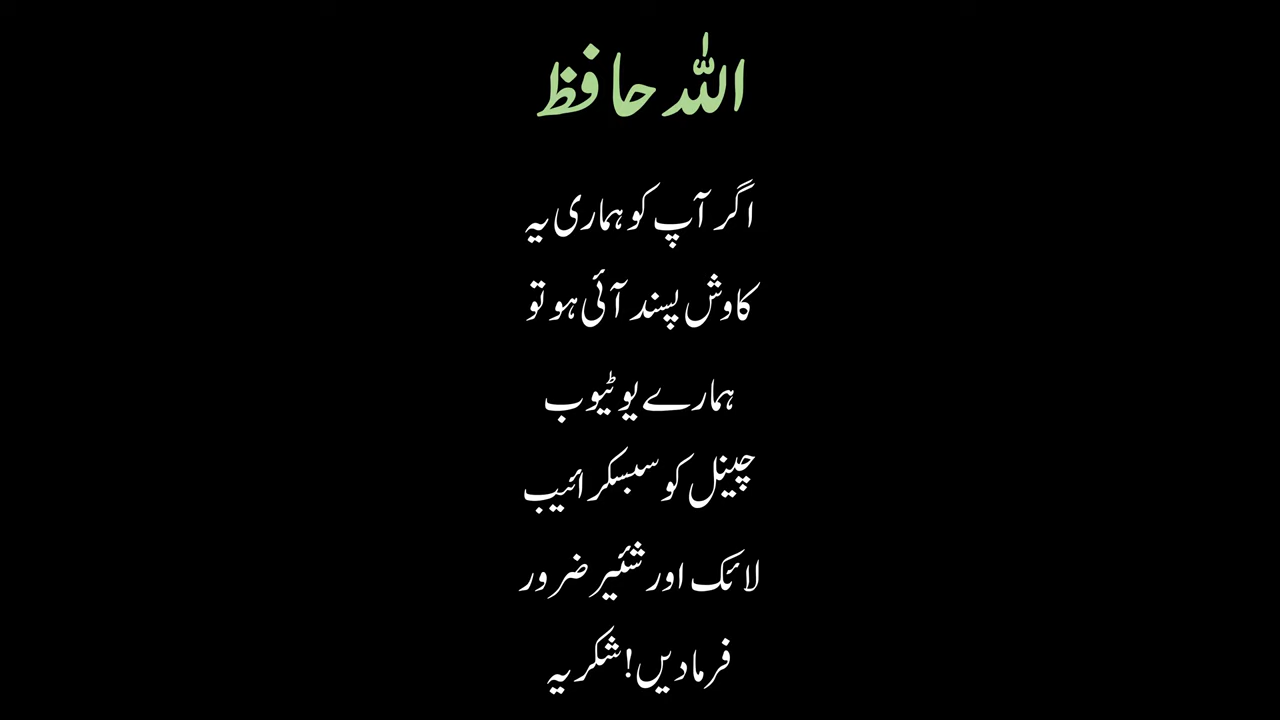 اللہ حافظ
اگر آپ کو ہماری یہ
کاوش پسند آئی ہو تو
ہمارے یوٹیوب
چینل کو سبسکرائیب
لائک اور شئیر ضرور
فرمادیں! شکریہ